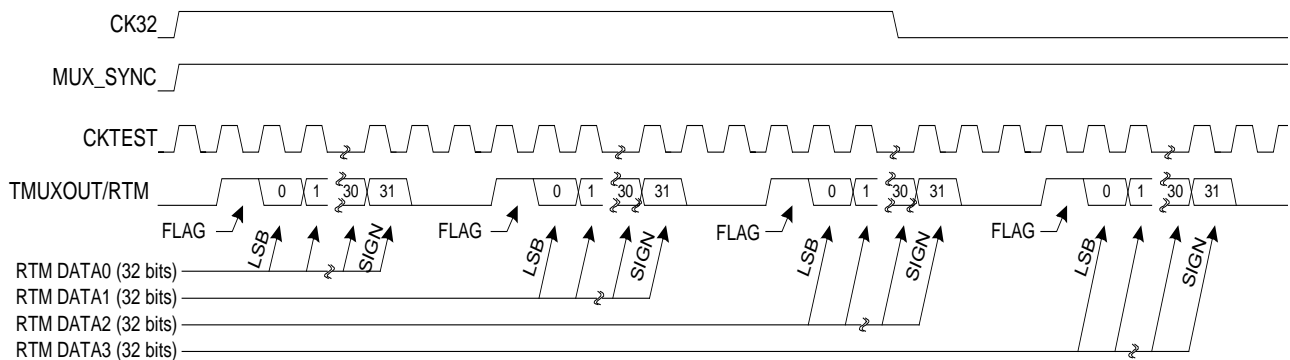 CK32
MUX_SYNC
CKTEST
TMUXOUT/RTM
0 1 30 31 0 1 30 31 0 1 30 31 0 1 30 31
FLAG FLAG FLAG FLAG
LSB SIGN LSB SIGN LSB SIGN LSB SIGN
RTM DATA0 (32 bits)
RTM DATA1 (32 bits)
RTM DATA2 (32 bits)
RTM DATA3 (32 bits)